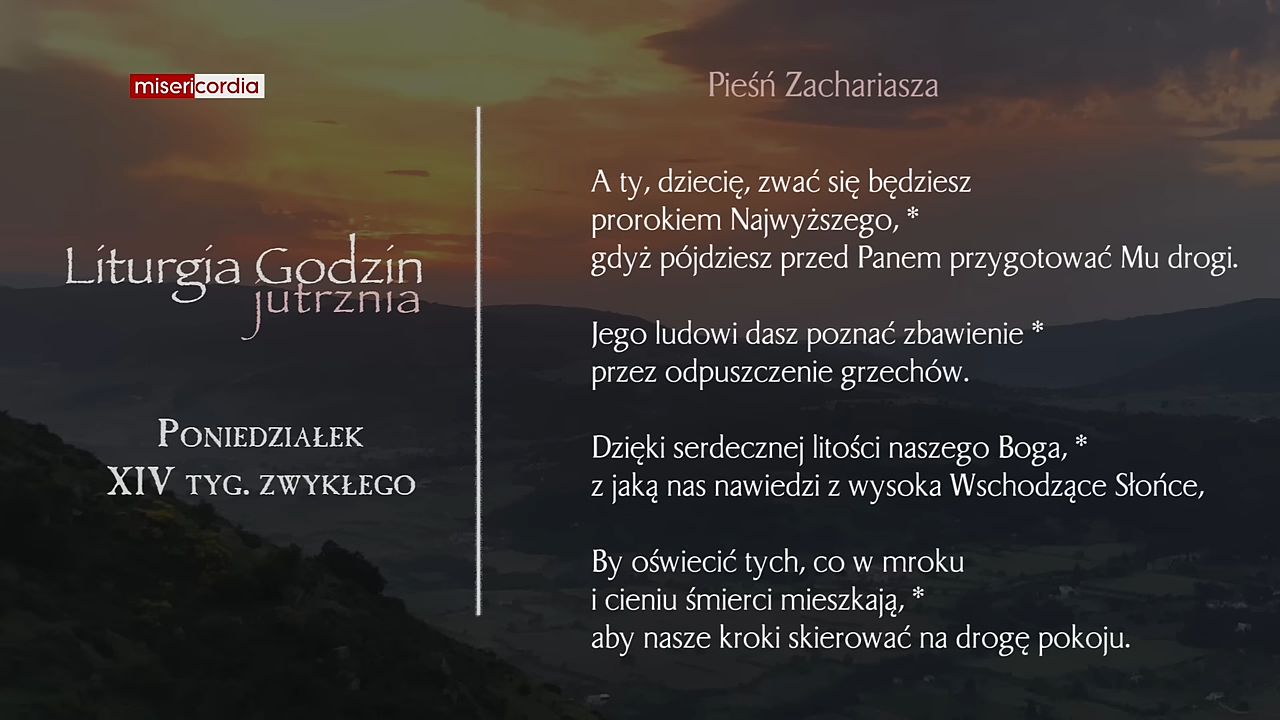 misericordia
Liturgia Godzin
jutrznia
Poniedziałek
XIV tyg. zwykłego
Pieśń Zachariasza
A ty, dziecię, zwać się będziesz
prorokiem Najwyższego, *
gdyż pójdziesz przed Panem przygotować Mu drogi.
Jego ludowi dasz poznać zbawienie *
przez odpuszczenie grzechów.
Dzięki serdecznej litości naszego Boga, *
z jaką nas nawiedzi z wysoka Wschodzące Słońce,
By oświecić tych, co w mroku
i cieniu śmierci mieszkają, *
aby nasze kroki skierować na drogę pokoju.